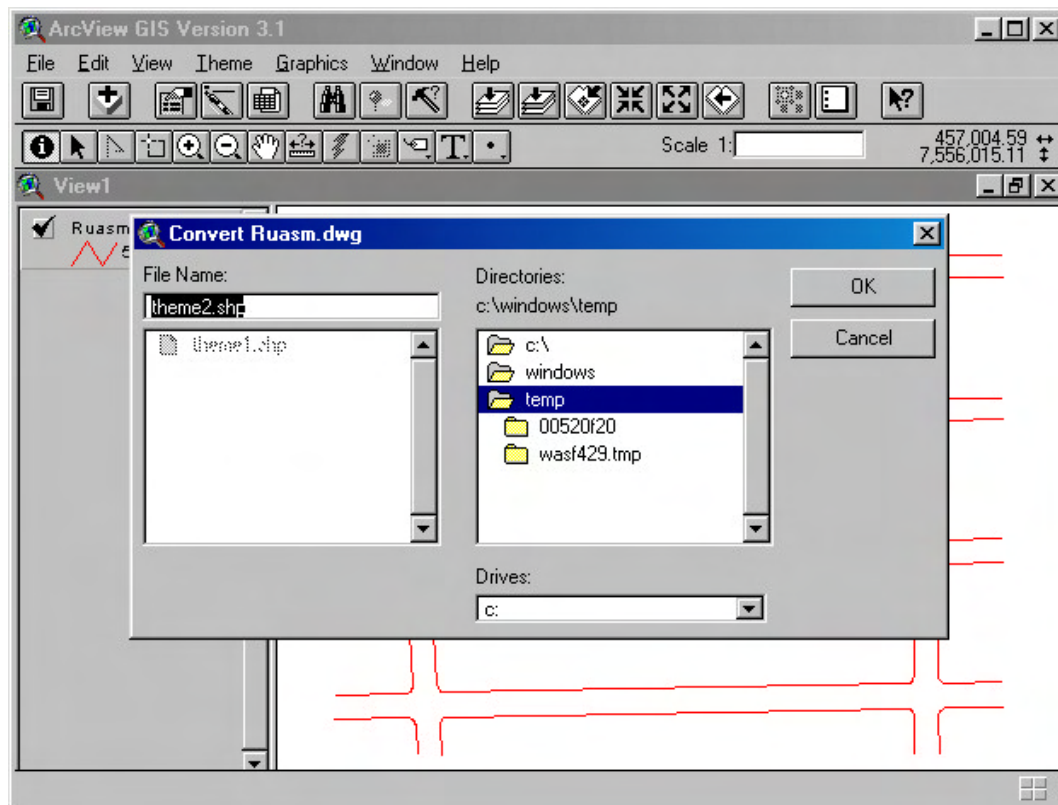 ArcView GIS Version 3.1
File Edit View Theme Graphics Window Help
Scale 1:
457,004.59
7,556,015.11
View1
Ruasm
Convert Ruasm.dwg
File Name:
theme2.shp
theme1.shp
Directories:
c:\windows\temp
c:\
windows
temp
00520f20
wasf429.tmp
Drives:
c:
OK
Cancel